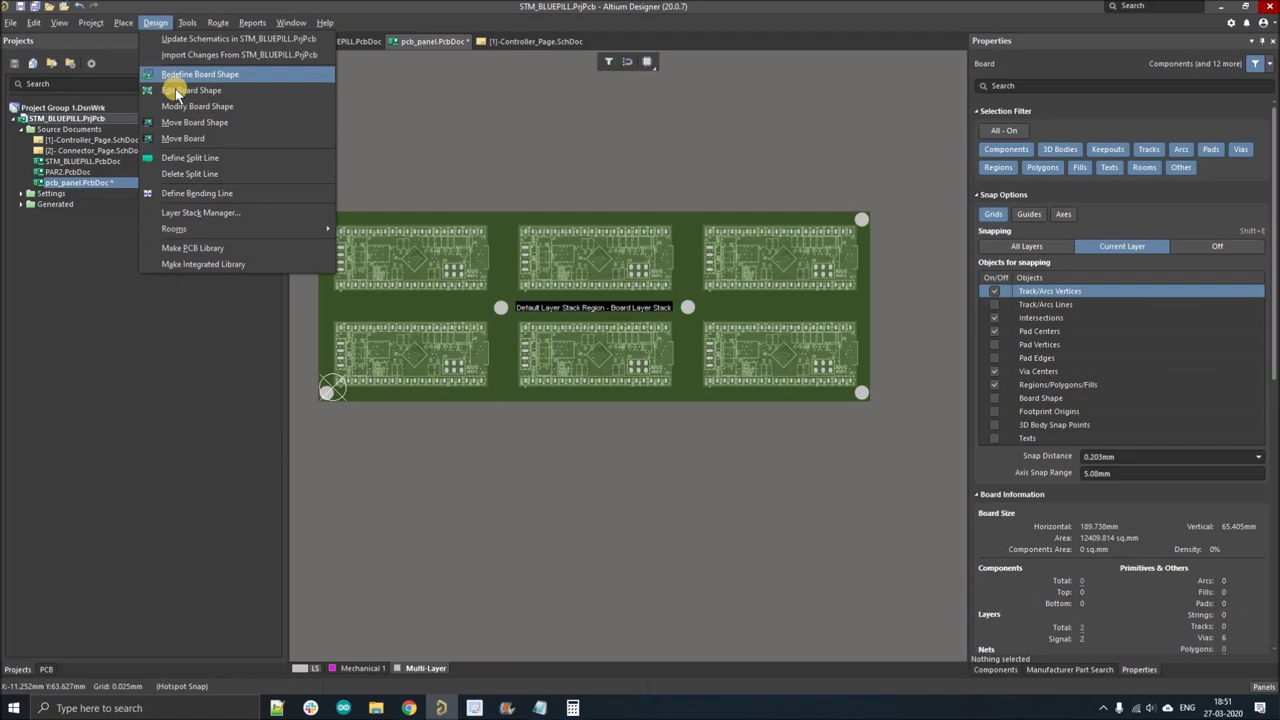 STM_BLUEPILL.PrjPcb - Altium Designer (20.0.7)
Search
File Edit View Project Place Design Tools Route Reports Window Help
Projects
Search
Project Group 1.DsnWrk
STM_BLUEPILL.PrjPcb
Source Documents
[1]-Controller_Page.SchDoc
[2]- Connector_Page.SchDoc
STM_BLUEPILL.PcbDoc
PAR2.PcbDoc
pcb_panel.PcbDoc *
Settings
Generated
Update Schematics in STM_BLUEPILL.PrjPcb
Import Changes From STM_BLUEPILL.PrjPcb
Redefine Board Shape
Edit Board Shape
Modify Board Shape
Move Board Shape
Move Board
Define Split Line
Delete Split Line
Define Bending Line
Layer Stack Manager...
Rooms
Make PCB Library
Make Integrated Library
PILL.PcbDoc
pcb_panel.PcbDoc *
[1]-Controller_Page.SchDoc
Default Layer Stack Region - Board Layer Stack
LS Mechanical 1 Multi-Layer
Properties
Board Components (and 12 more)
Search
Selection Filter
All - On
Components 3D Bodies Keepouts Tracks Arcs Pads Vias
Regions Polygons Fills Texts Rooms Other
Snap Options
Grids Guides Axes
Snapping Shift+E
All Layers Current Layer Off
Objects for snapping
On/Off Objects
Track/Arcs Vertices
Track/Arcs Lines
Intersections
Pad Centers
Pad Vertices
Pad Edges
Via Centers
Regions/Polygons/Fills
Board Shape
Footprint Origins
3D Body Snap Points
Texts
Snap Distance 0.203mm
Axis Snap Range 5.08mm
Board Information
Board Size
Horizontal: 189.738mm Vertical: 65.405mm
Area: 12409.814 sq.mm
Components Area: 0 sq.mm Density: 0%
Components Primitives & Others
Total: 0 Arcs: 0
Top: 0 Fills: 0
Bottom: 0 Pads: 0
Layers Strings: 0
Total: 2 Tracks: 0
Signal: 2 Vias: 6
Nets Polygons: 0
Nothing selected
Components Manufacturer Part Search Properties
Projects PCB
X:-11.252mm Y:63.627mm Grid: 0.025mm (Hotspot Snap)
Panels
Type here to search
ENG
18:51
27-03-2020